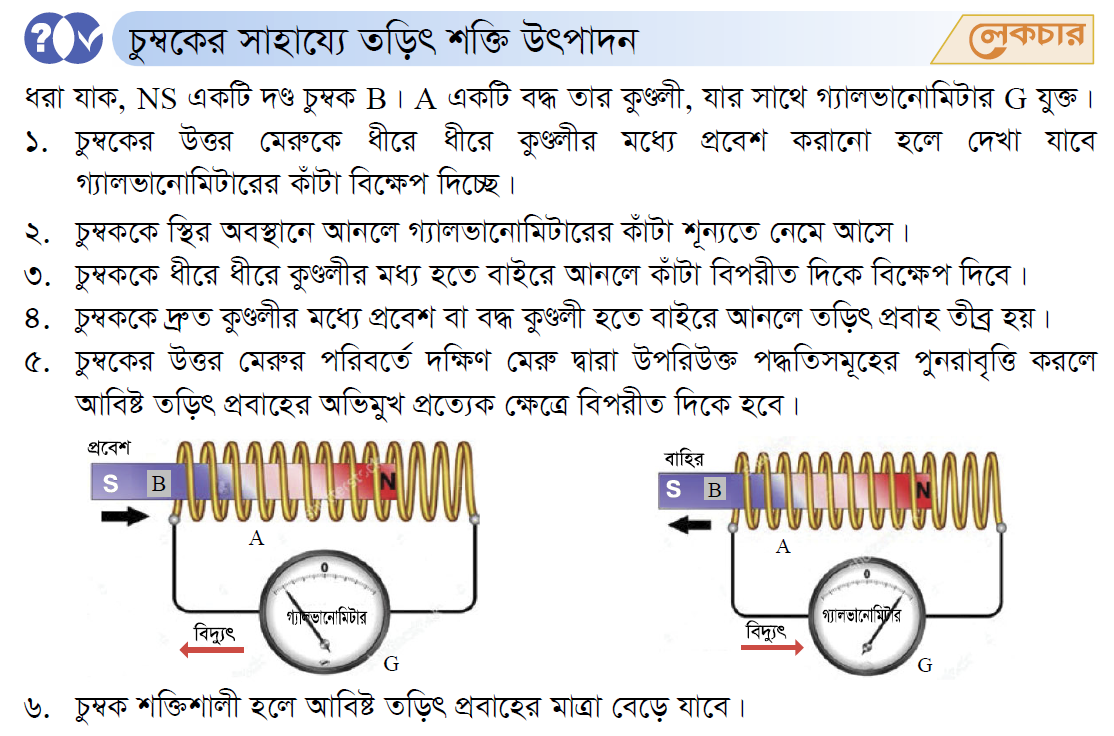 চুম্বকের সাহায্যে তড়িৎ শক্তি উৎপাদন
লেকচার
ধরা যাক, NS একটি দণ্ড চুম্বক B। A একটি বদ্ধ তার কুণ্ডলী, যার সাথে গ্যালভানোমিটার G যুক্ত।
১. চুম্বকের উত্তর মেরুকে ধীরে ধীরে কুণ্ডলীর মধ্যে প্রবেশ করানো হলে দেখা যাবে
গ্যালভানোমিটারের কাঁটা বিক্ষেপ দিচ্ছে।
২. চুম্বককে স্থির অবস্থানে আনলে গ্যালভানোমিটারের কাঁটা শূন্যতে নেমে আসে।
৩. চুম্বককে ধীরে ধীরে কুণ্ডলীর মধ্য হতে বাইরে আনলে কাঁটা বিপরীত দিকে বিক্ষেপ দিবে।
৪. চুম্বককে দ্রুত কুণ্ডলীর মধ্যে প্রবেশ বা বদ্ধ কুণ্ডলী হতে বাইরে আনলে তড়িৎ প্রবাহ তীব্র হয়।
৫. চুম্বকের উত্তর মেরুর পরিবর্তে দক্ষিণ মেরু দ্বারা উপরিউক্ত পদ্ধতিসমূহের পুনরাবৃত্তি করলে
আবিষ্ট তড়িৎ প্রবাহের অভিমুখ প্রত্যেক ক্ষেত্রে বিপরীত দিকে হবে।
প্রবেশ
S B N
A
0
গ্যালভানোমিটার
বিদ্যুৎ
G
বাহির
S B N
A
0
গ্যালভানোমিটার
বিদ্যুৎ
G
৬. চুম্বক শক্তিশালী হলে আবিষ্ট তড়িৎ প্রবাহের মাত্রা বেড়ে যাবে।